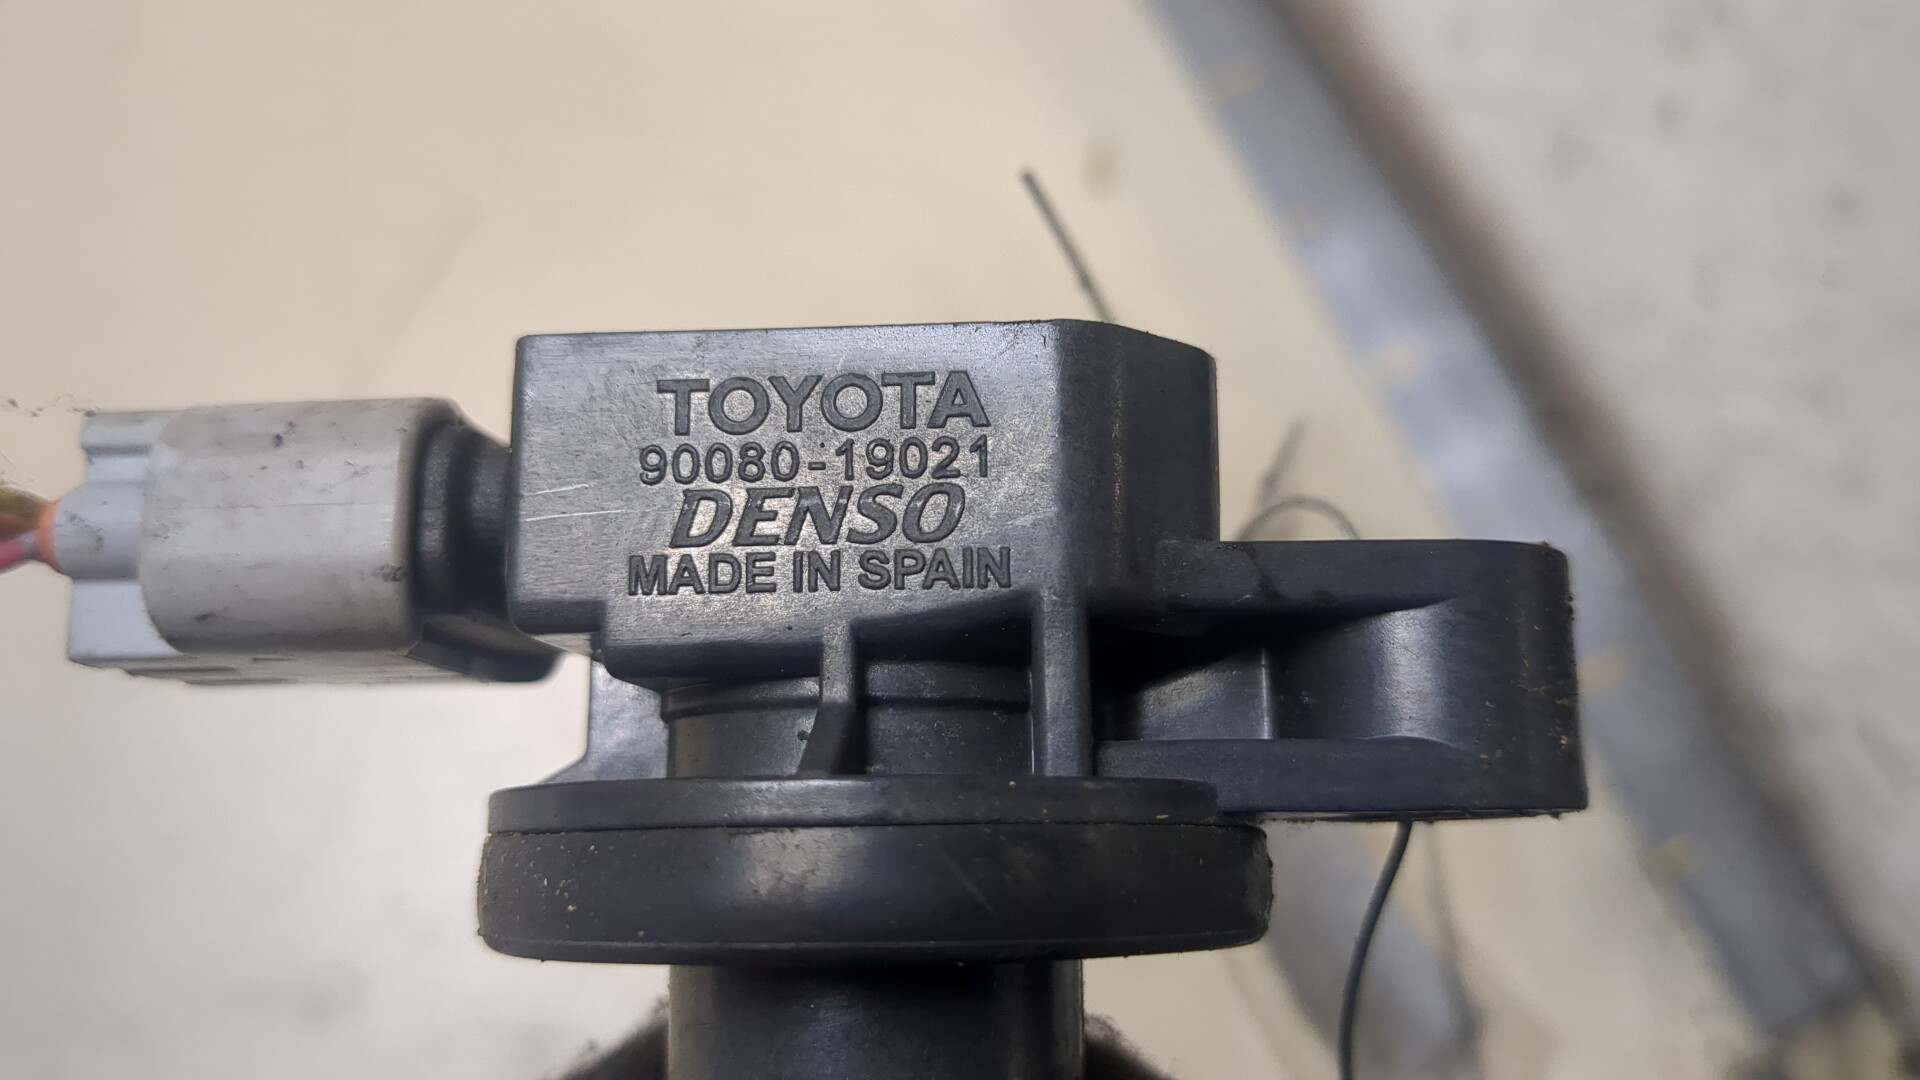 TOYOTA
90080-19021
DENSO
MADE IN SPAIN